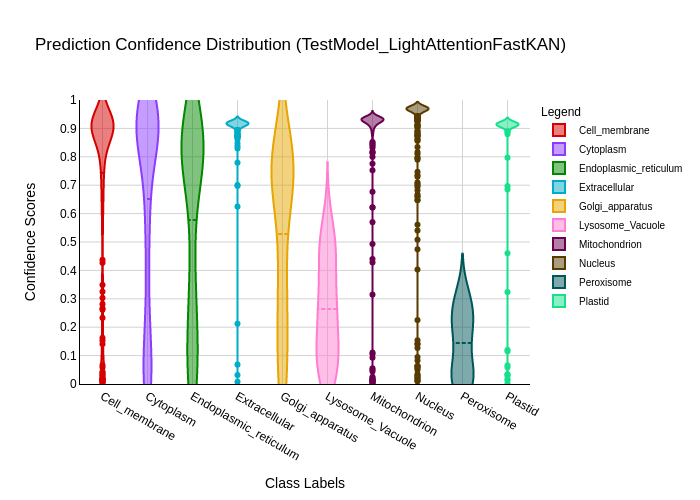 Prediction Confidence Distribution (TestModel_LightAttentionFastKAN)
Legend
Cell_membrane
Cytoplasm
Endoplasmic_reticulum
Extracellular
Golgi_apparatus
Lysosome_Vacuole
Mitochondrion
Nucleus
Peroxisome
Plastid
Confidence Scores
1
0.9
0.8
0.7
0.6
0.5
0.4
0.3
0.2
0.1
0
Cell_membrane
Cytoplasm
Endoplasmic_reticulum
Extracellular
Golgi_apparatus
Lysosome_Vacuole
Mitochondrion
Nucleus
Peroxisome
Plastid
Class Labels